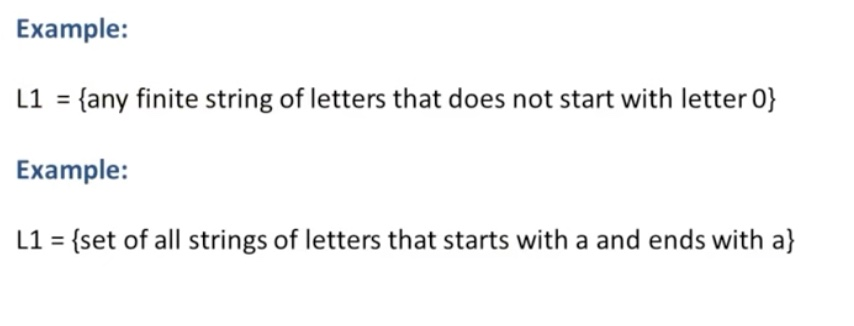 Example:
L1 = {any finite string of letters that does not start with letter 0}
Example:
L1 = {set of all strings of letters that starts with a and ends with a}